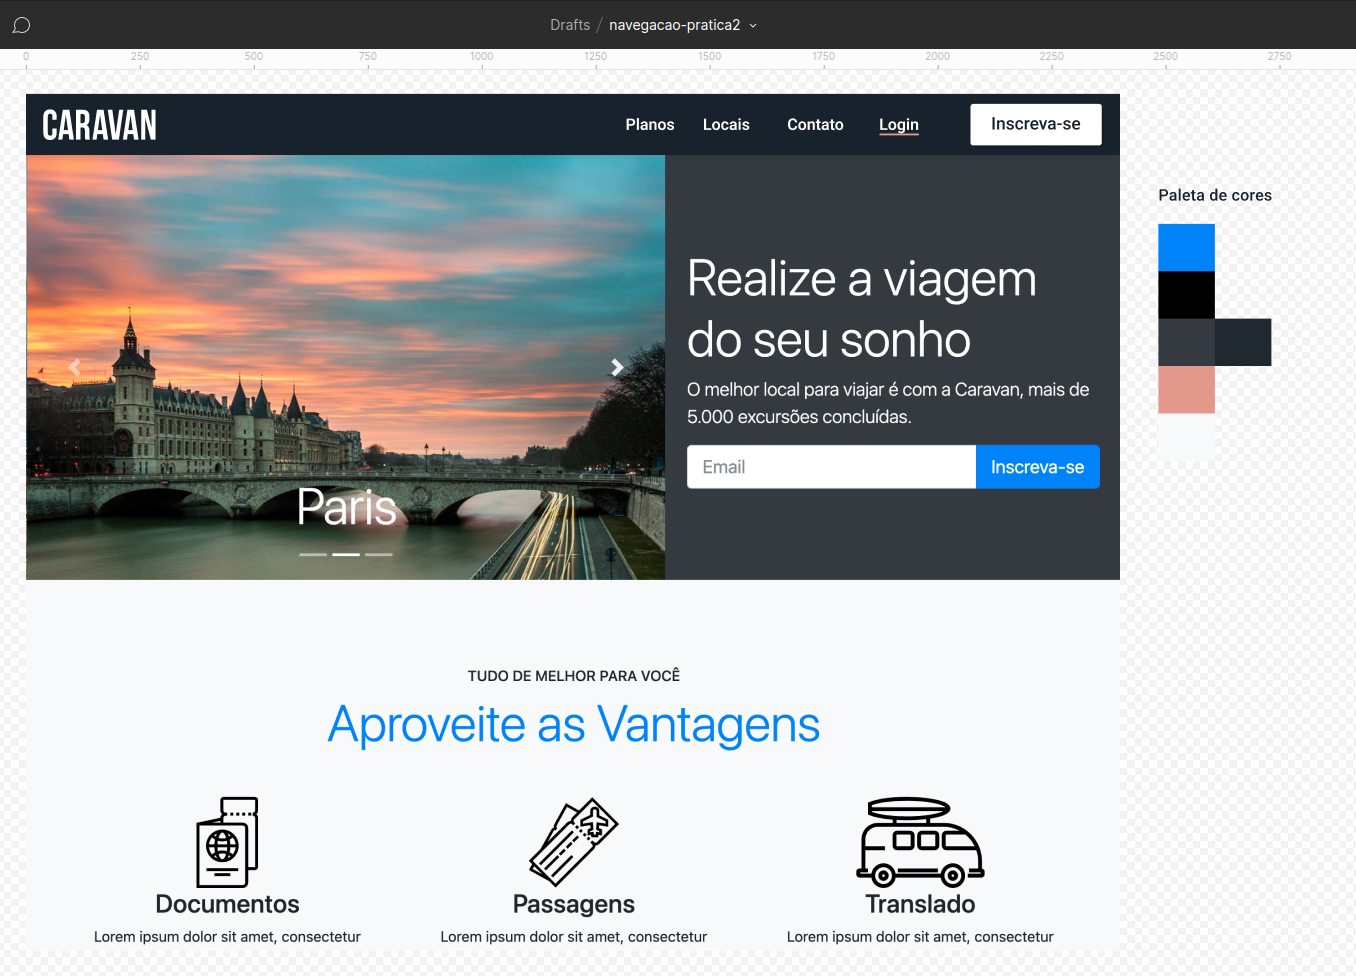 Drafts / navegacao-pratica2
0 250 500 750 1000 1250 1500 1750 2000 2250 2500 2750
CARAVAN
Planos Locais Contato Login Inscreva-se
Paleta de cores
Realize a viagem
do seu sonho
O melhor local para viajar é com a Caravan, mais de
5.000 excursões concluídas.
Email Inscreva-se
Paris
TUDO DE MELHOR PARA VOCÊ
Aproveite as Vantagens
Documentos Passagens Translado
Lorem ipsum dolor sit amet, consectetur Lorem ipsum dolor sit amet, consectetur Lorem ipsum dolor sit amet, consectetur